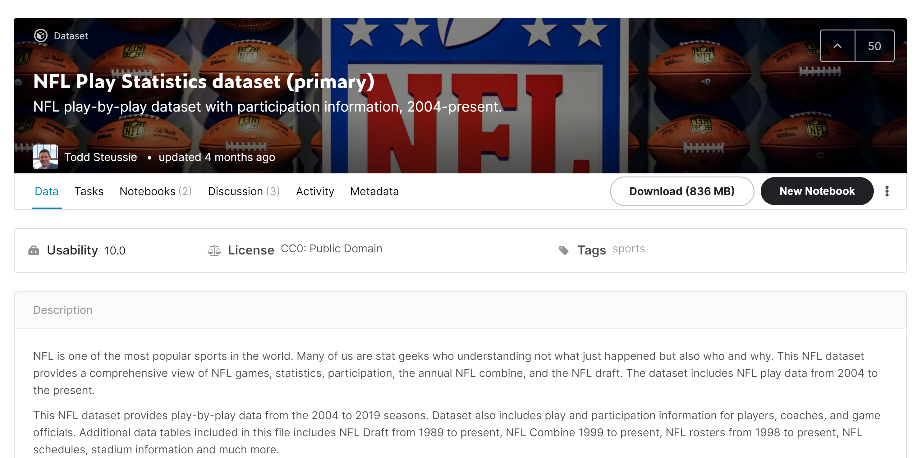 Dataset
50
NFL Play Statistics dataset (primary)
NFL play-by-play dataset with participation information, 2004-present.
NFL
Todd Steussie • updated 4 months ago
Data Tasks Notebooks (2) Discussion (3) Activity Metadata Download (836 MB) New Notebook
Usability 10.0 License CC0: Public Domain Tags sports
Description
NFL is one of the most popular sports in the world. Many of us are stat geeks who understanding not what just happened but also who and why. This NFL dataset
provides a comprehensive view of NFL games, statistics, participation, the annual NFL combine, and the NFL draft. The dataset includes NFL play data from 2004 to
the present.
This NFL dataset provides play-by-play data from the 2004 to 2019 seasons. Dataset also includes play and participation information for players, coaches, and game
officials. Additional data tables included in this file includes NFL Draft from 1989 to present, NFL Combine 1999 to present, NFL rosters from 1998 to present, NFL
schedules, stadium information and much more.